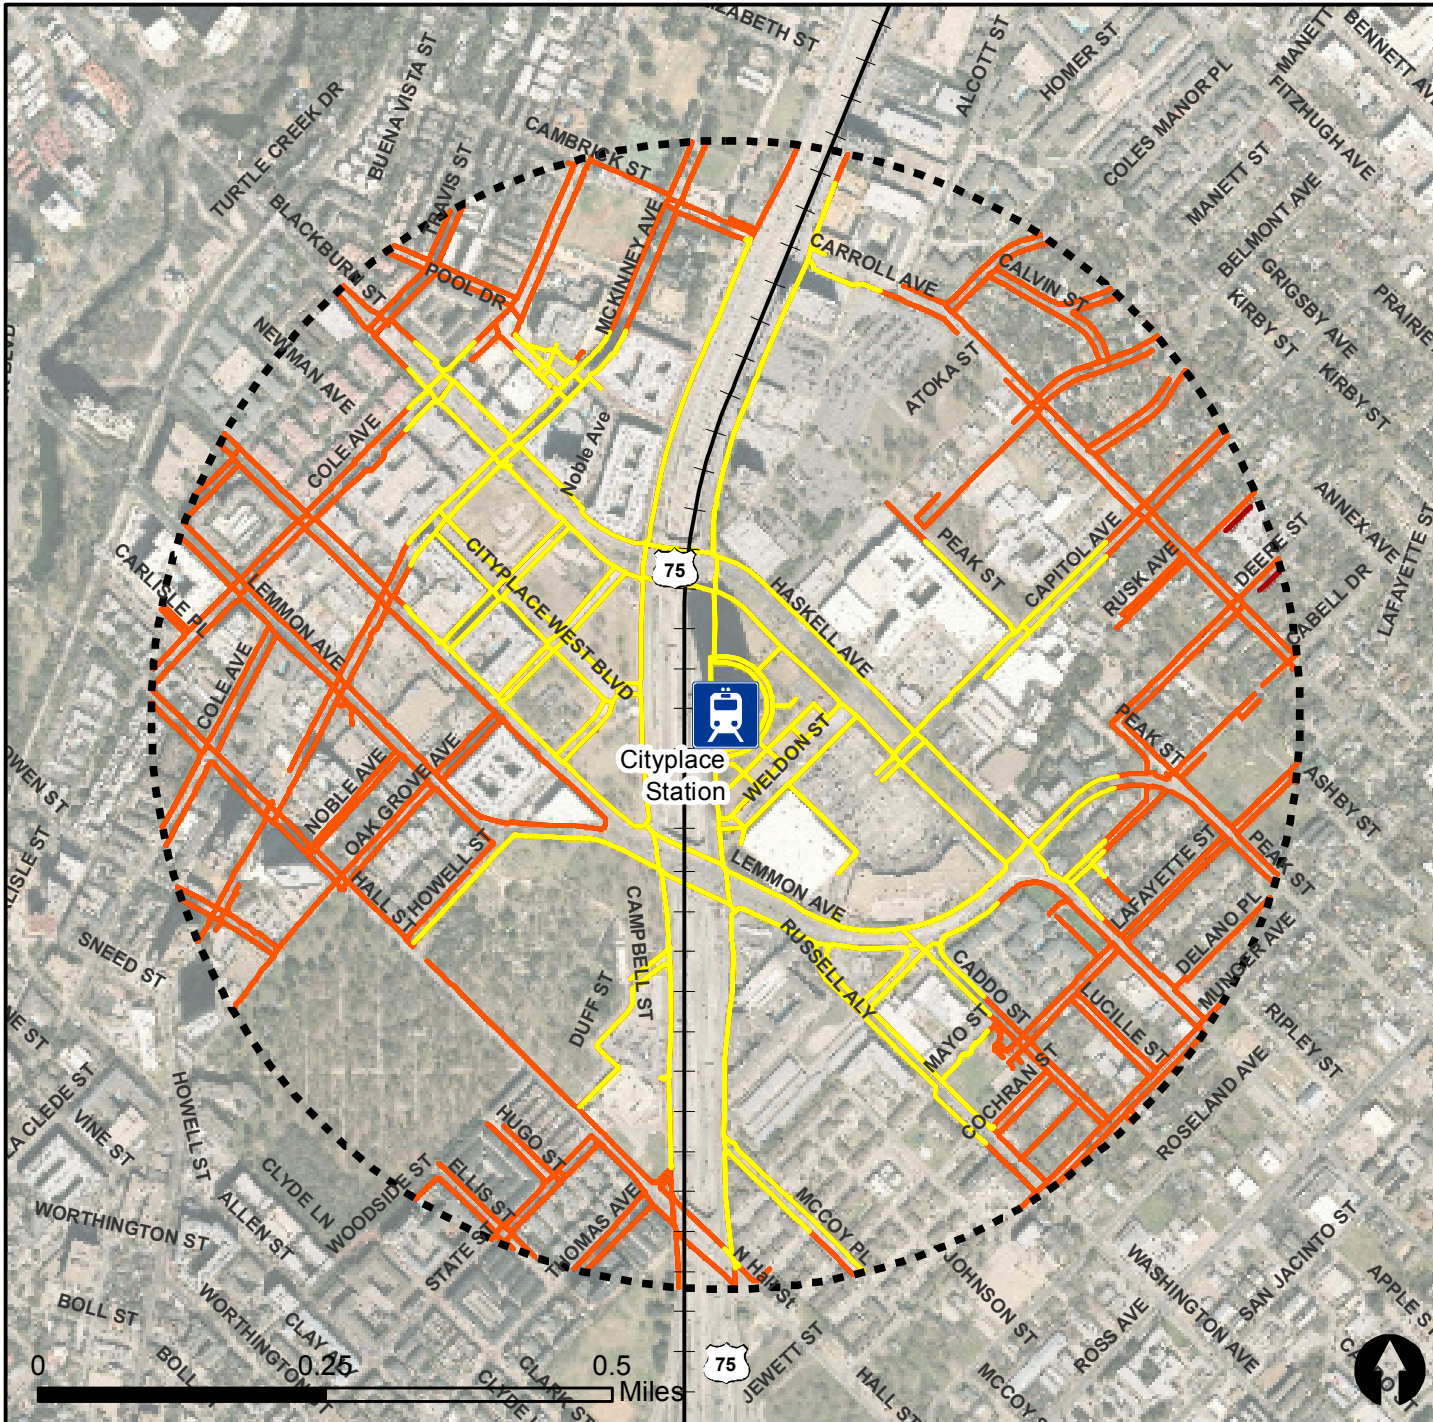 ALCOTT ST
HOMER ST
MANETT
BENNETT AV
COLES MANOR PL
FITZHUGH AVE
TURTLE CREEK DR
BUENAVISTA ST
CAMBRICK ST
TRAVIS ST
BLACKBURN ST
MANETT ST
BELMONT AVE
POOL DR
MCKINNEY AVE
CARROLL AVE
CALVIN ST
GRIGSBY AVE
KIRBY ST
PRAIRIE
NEWMAN AVE
ATOKA ST
KIRBY ST
COLE AVE
Noble Ave
ANNEX AVE
LAFAYETTE ST
PEAK ST
CAPITOL AVE
RUSK AVE
DEERE ST
CABELL DR
75
CARLISLE PL
LEMMON AVE
CITYPLACE WEST BLVD
HASKELL AVE
COLE AVE
WELDON ST
PEAK ST
Cityplace
Station
OWEN ST
NOBLE AVE
OAK GROVE AVE
ASHBY ST
HOWELL ST
HALL ST
LEMMON AVE
LAFAYETTE ST
PEAK ST
SNEED ST
CAMPBELL ST
RUSSELL ALY
DELANO PL
MUNGER AVE
DUFF ST
CADDO ST
LUCILLE ST
MAYO ST
RIPLEY ST
LA CLEDE ST
VINE ST
HOWELL ST
COCHRAN ST
ROSELAND AVE
HUGO ST
ELLIS ST
WOODSIDE ST
CLYDE LN
ALLEN ST
WORTHINGTON ST
STATE ST
THOMAS AVE
MCCOY PL
N Hall St
JOHNSON ST
WASHINGTON AVE
SAN JACINTO ST
APPLE ST
BOLL ST
WORTHINGTON ST
CLAY AV
ROSS AVE
JEWETT ST
HALL ST
MCCOY S
CLARK ST
75
0
0.25
0.5
Miles